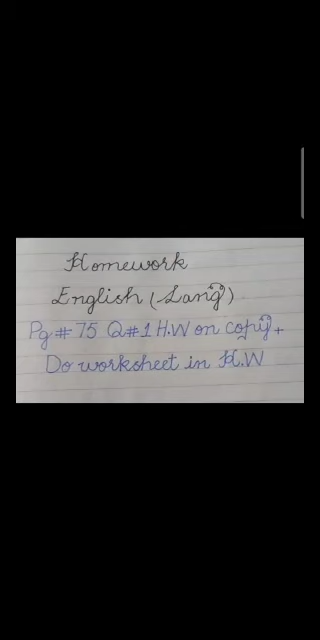 Homework
English (Lang)
Pg # 75 Q#1 H.W on copy +
Do worksheet in H.W